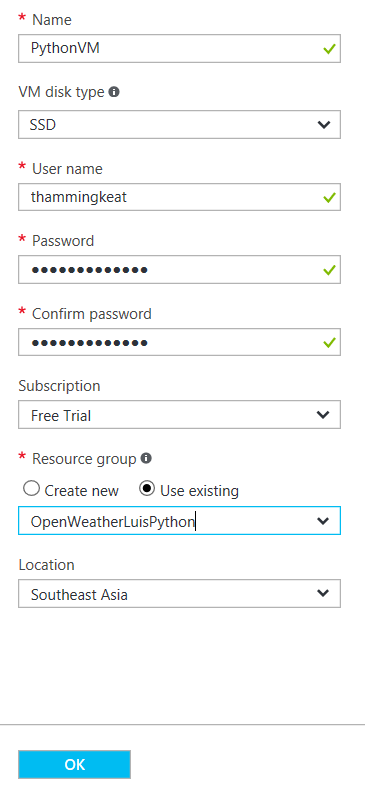 * Name
PythonVM
VM disk type
SSD
* User name
thammingkeat
* Password
●●●●●●●●●●●●●
* Confirm password
●●●●●●●●●●●●●
Subscription
Free Trial
* Resource group
Create new Use existing
OpenWeatherLuisPython
Location
Southeast Asia
OK